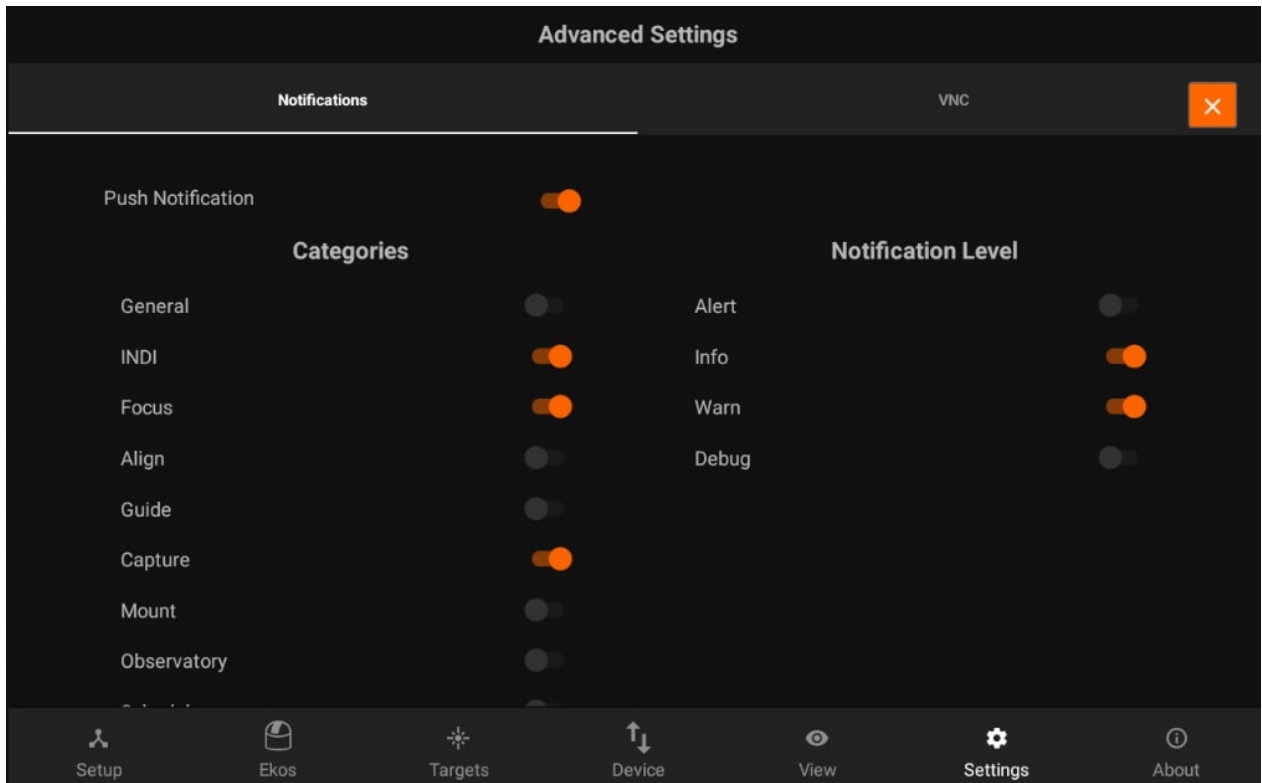 Advanced Settings
Notifications
VNC
Push Notification
Categories
Notification Level
General
Alert
INDI
Info
Focus
Warn
Align
Debug
Guide
Capture
Mount
Observatory
Setup
Ekos
Targets
Device
View
Settings
About